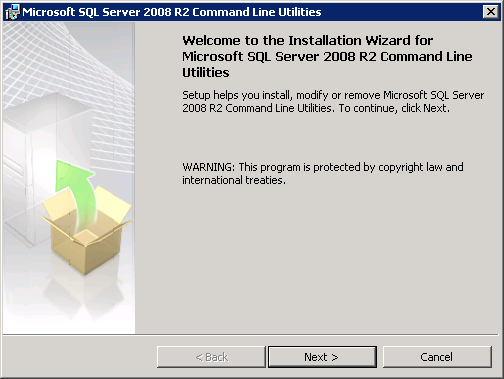 Microsoft SQL Server 2008 R2 Command Line Utilities
Welcome to the Installation Wizard for
Microsoft SQL Server 2008 R2 Command Line
Utilities
Setup helps you install, modify or remove Microsoft SQL Server
2008 R2 Command Line Utilities. To continue, click Next.
WARNING: This program is protected by copyright law and
international treaties.
< Back
Next >
Cancel